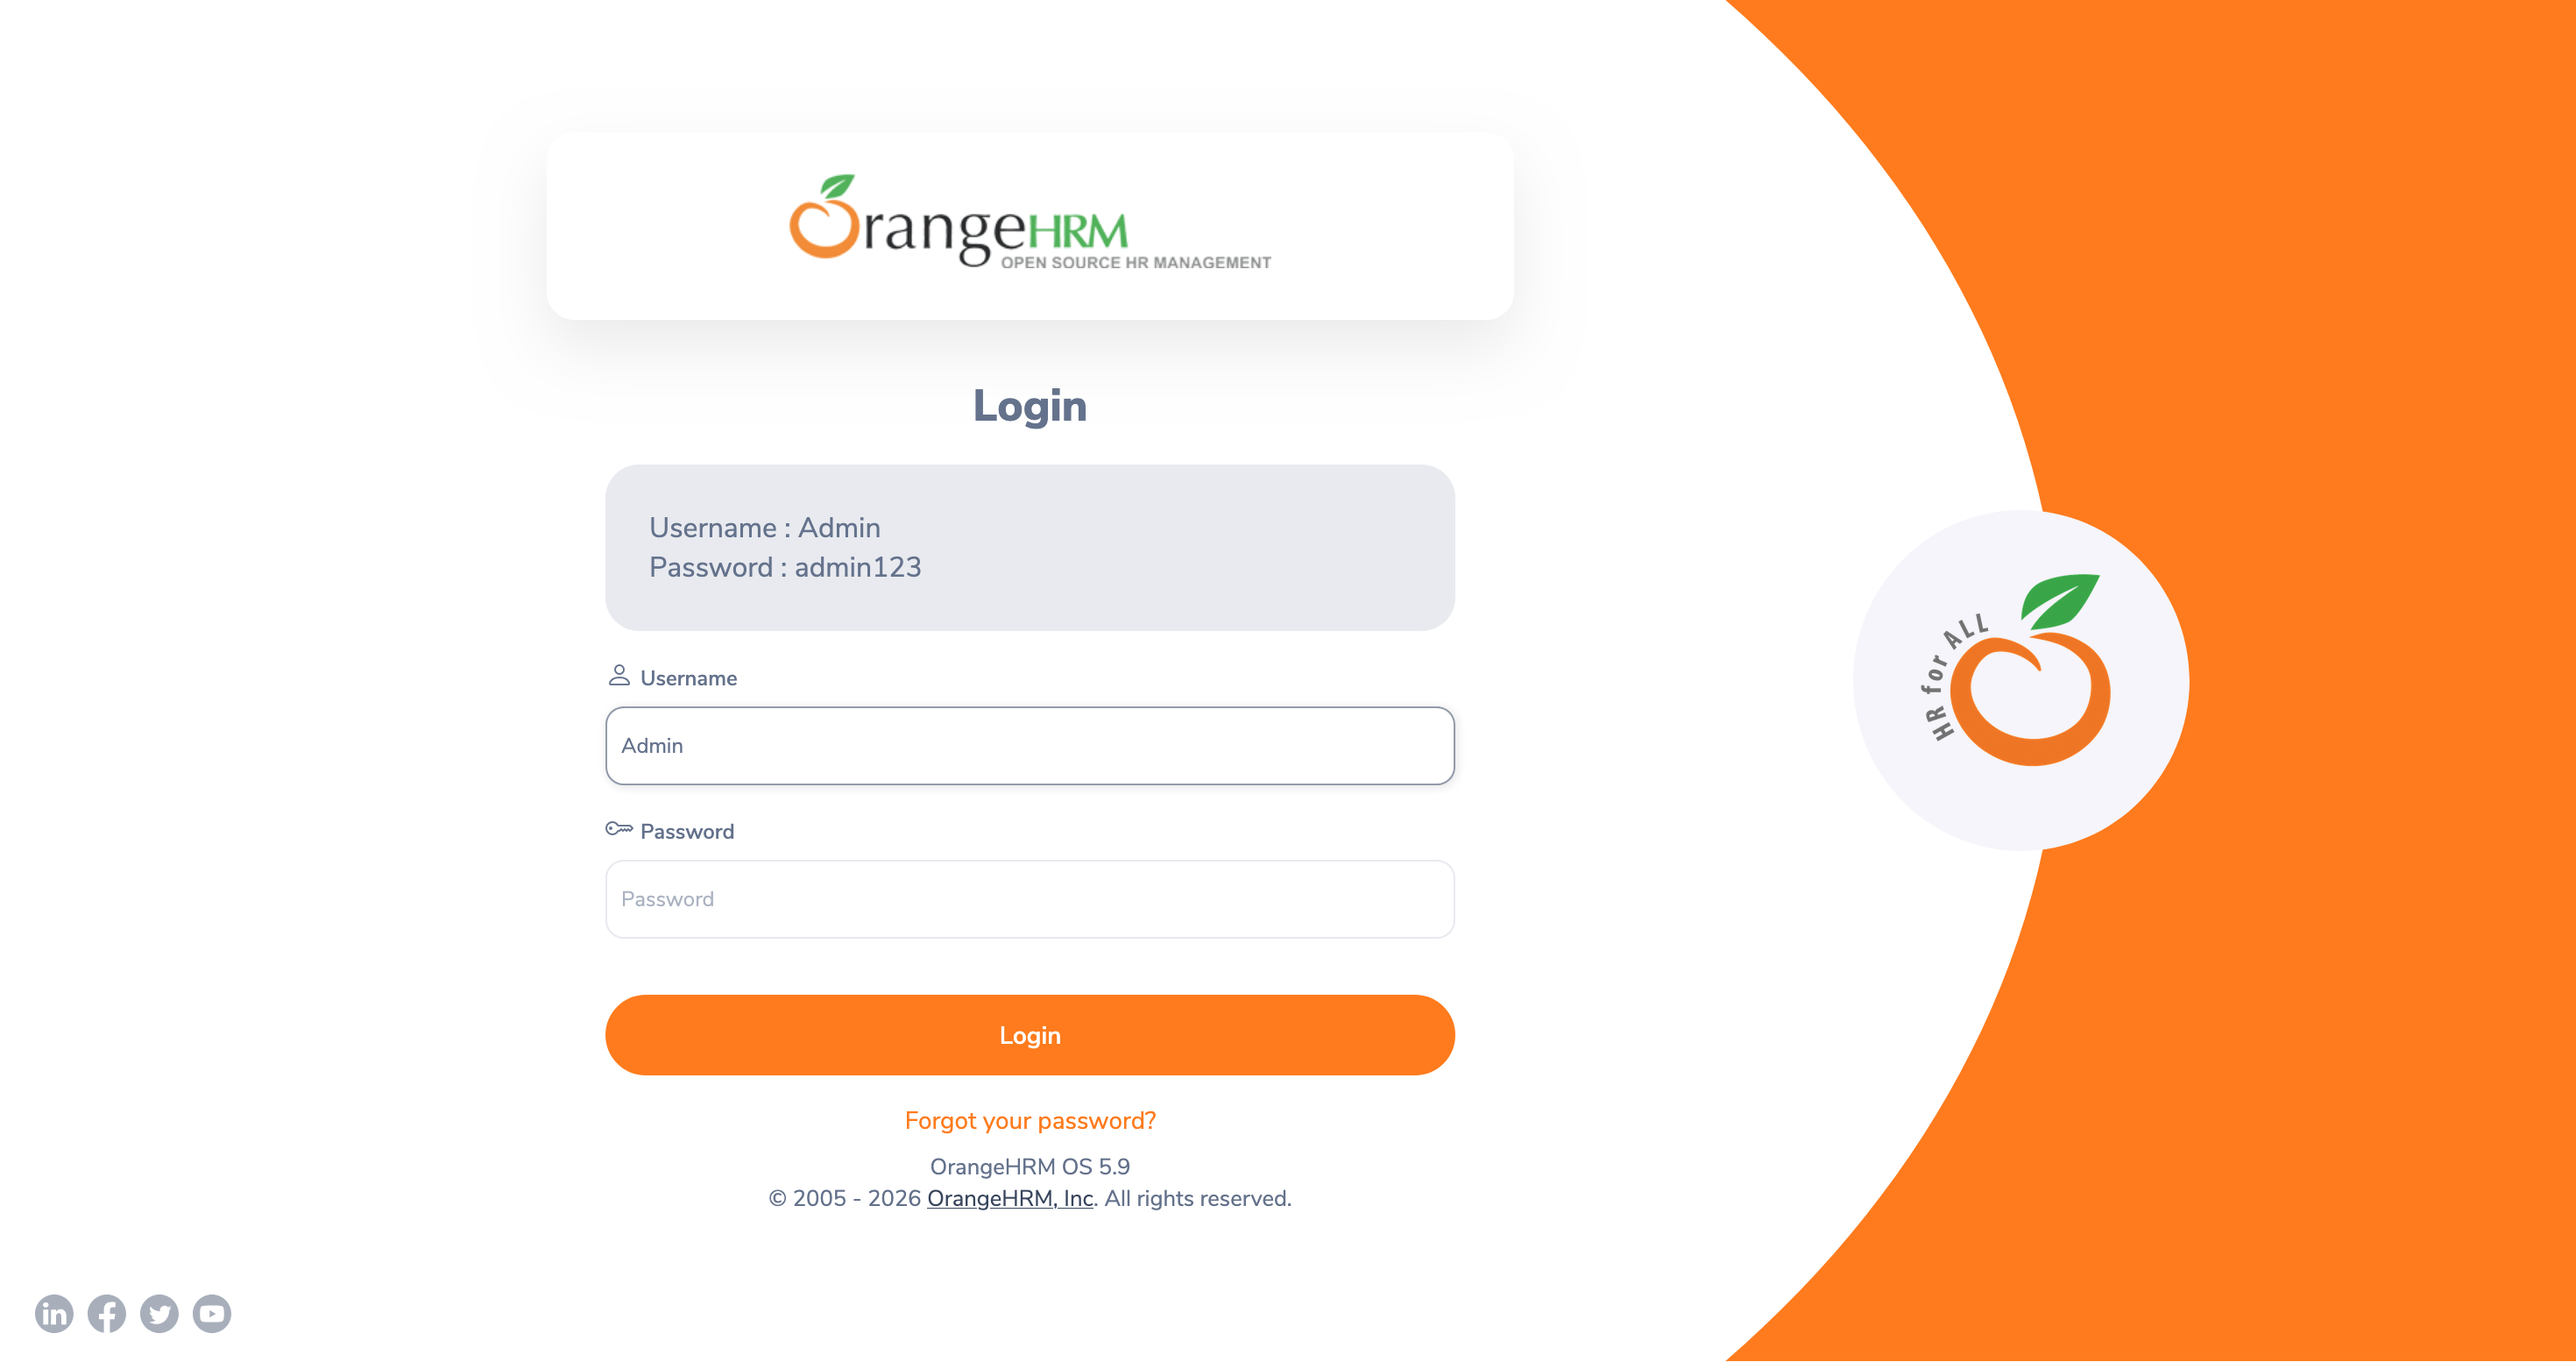 OrangeHRM
OPEN SOURCE HR MANAGEMENT
Login
Username : Admin
Password : admin123
Username
Admin
Password
Password
Login
Forgot your password?
OrangeHRM OS 5.9
© 2005 - 2026 OrangeHRM, Inc. All rights reserved.
HR for ALL